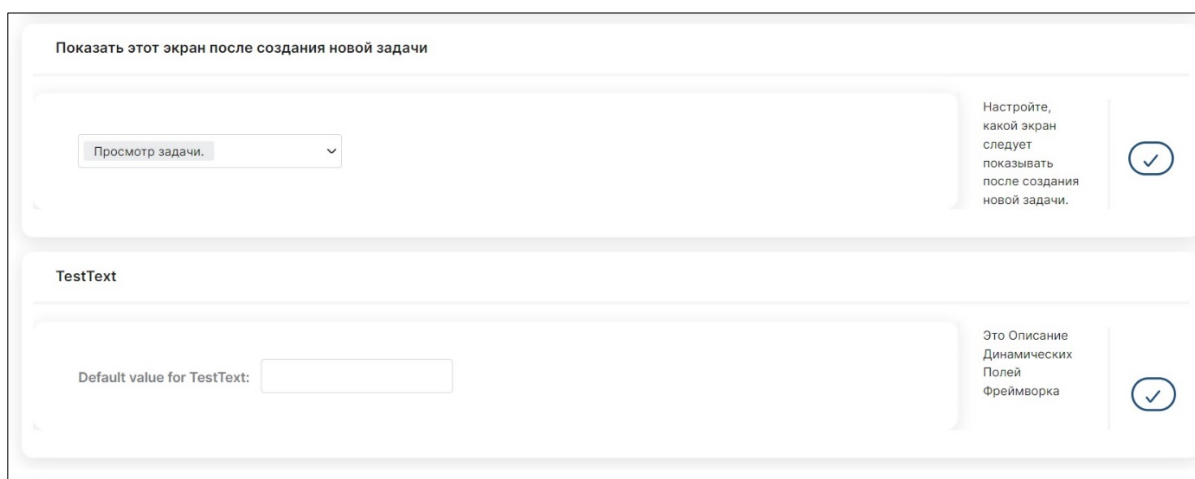 Показать этот экран после создания новой задачи
Просмотр задачи.
Настройте,
какой экран
следует
показывать
после создания
новой задачи.
TestText
Default value for TestText:
Это Описание
Динамических
Полей
Фреймворка